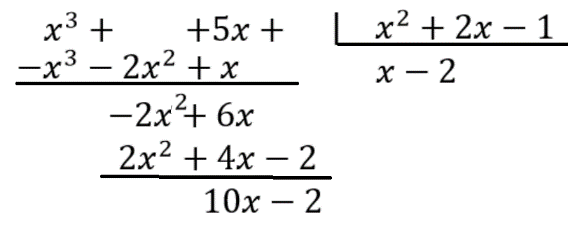 x³ +      +5x +   | x² + 2x − 1
−x³ − 2x² + x      x − 2
−2x² + 6x
2x² + 4x − 2
10x − 2